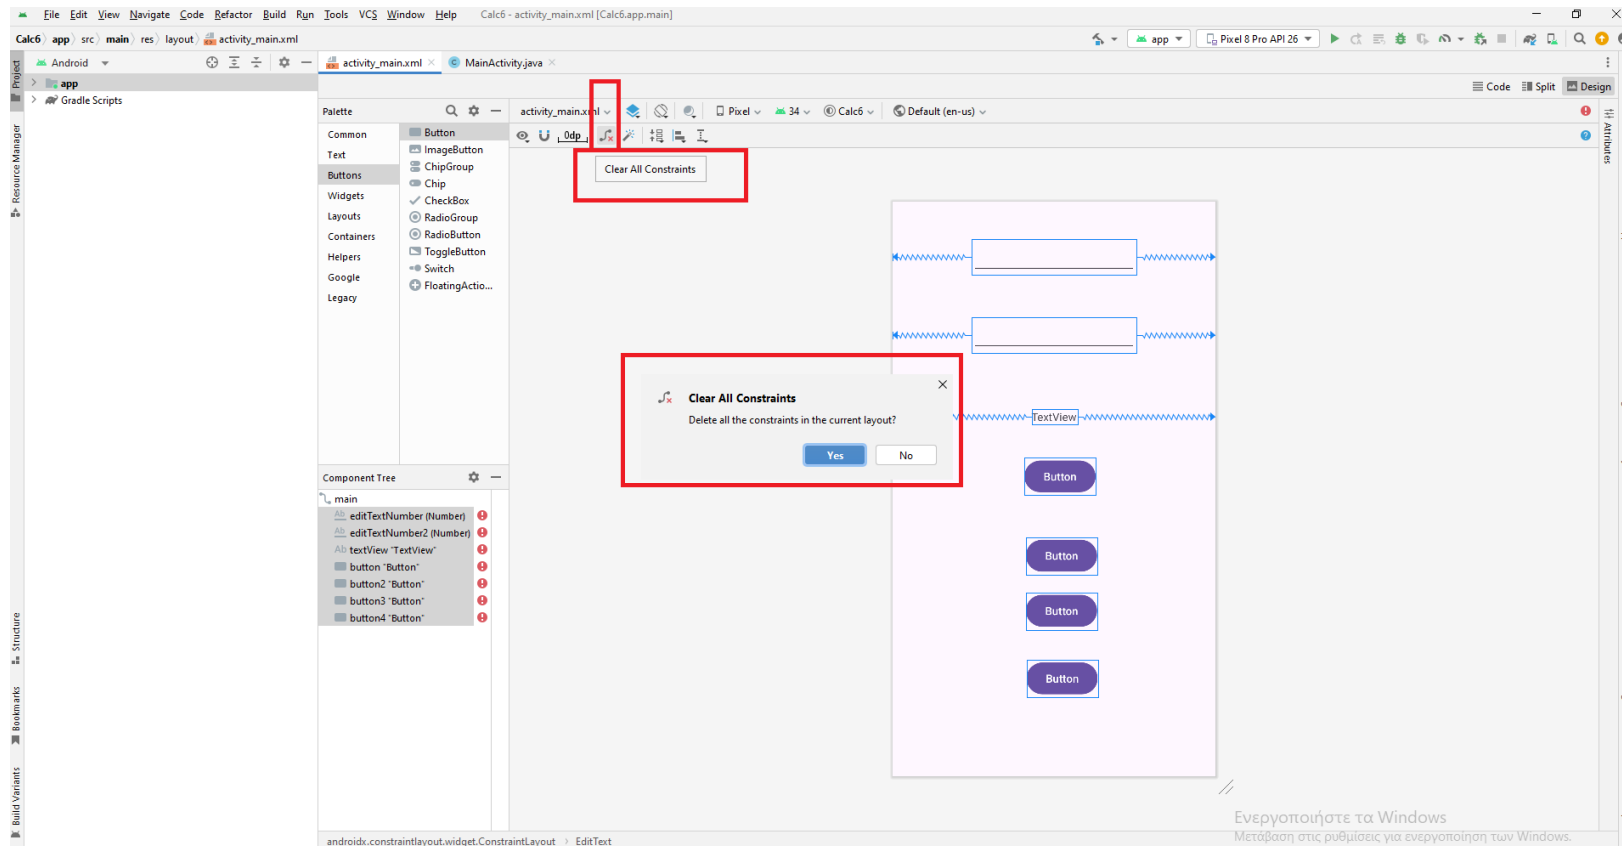 File Edit View Navigate Code Refactor Build Run Tools VCS Window Help Calc6 - activity_main.xml [Calc6.app.main]
Calc6 app src main res layout activity_main.xml
app Pixel 8 Pro API 26
Project
Android
activity_main.xml MainActivity.java
app
Gradle Scripts
Code Split Design
Palette
activity_main.xml Pixel 34 Calc6 Default (en-us)
Attributes
Resource Manager
Common
Text
Buttons
Widgets
Layouts
Containers
Helpers
Google
Legacy
Button
ImageButton
ChipGroup
Chip
CheckBox
RadioGroup
RadioButton
ToggleButton
Switch
FloatingActio...
0dp
Clear All Constraints
Clear All Constraints
Delete all the constraints in the current layout?
Yes No
TextView
Button
Button
Button
Button
Component Tree
main
Ab editTextNumber (Number)
Ab editTextNumber2 (Number)
Ab textView "TextView"
button "Button"
button2 "Button"
button3 "Button"
button4 "Button"
Structure
Bookmarks
Build Variants
Ενεργοποιήστε τα Windows
Μετάβαση στις ρυθμίσεις για ενεργοποίηση των Windows.
androidx.constraintlayout.widget.ConstraintLayout EditText